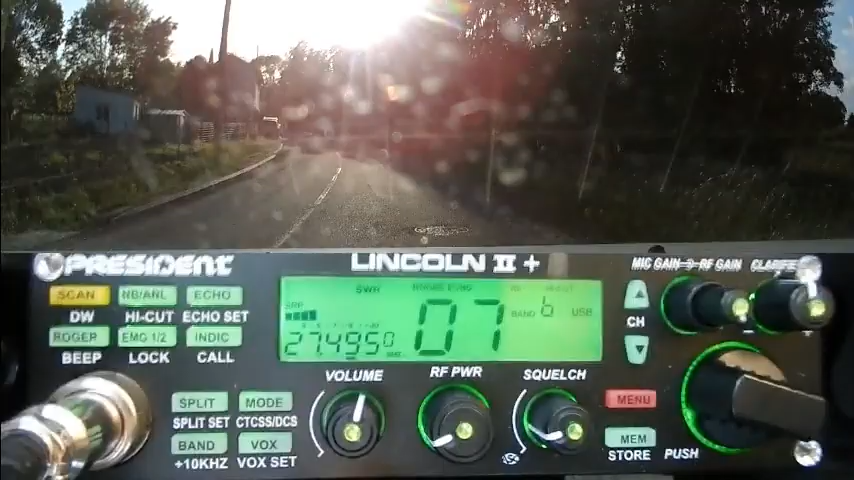 PRESIDENT LINCOLN II +
MIC GAIN RF GAIN CLARIFIER
SCAN NB/ANL ECHO
DW HI-CUT ECHO SET
ROGER EMG 1/2 INDIC
BEEP LOCK CALL
SWR
07
BAND 6 USB
27.4950
CH
VOLUME RF PWR SQUELCH
SPLIT MODE
SPLIT SET CTCSS/DCS
BAND VOX
+10KHZ VOX SET
MENU
MEM
STORE PUSH